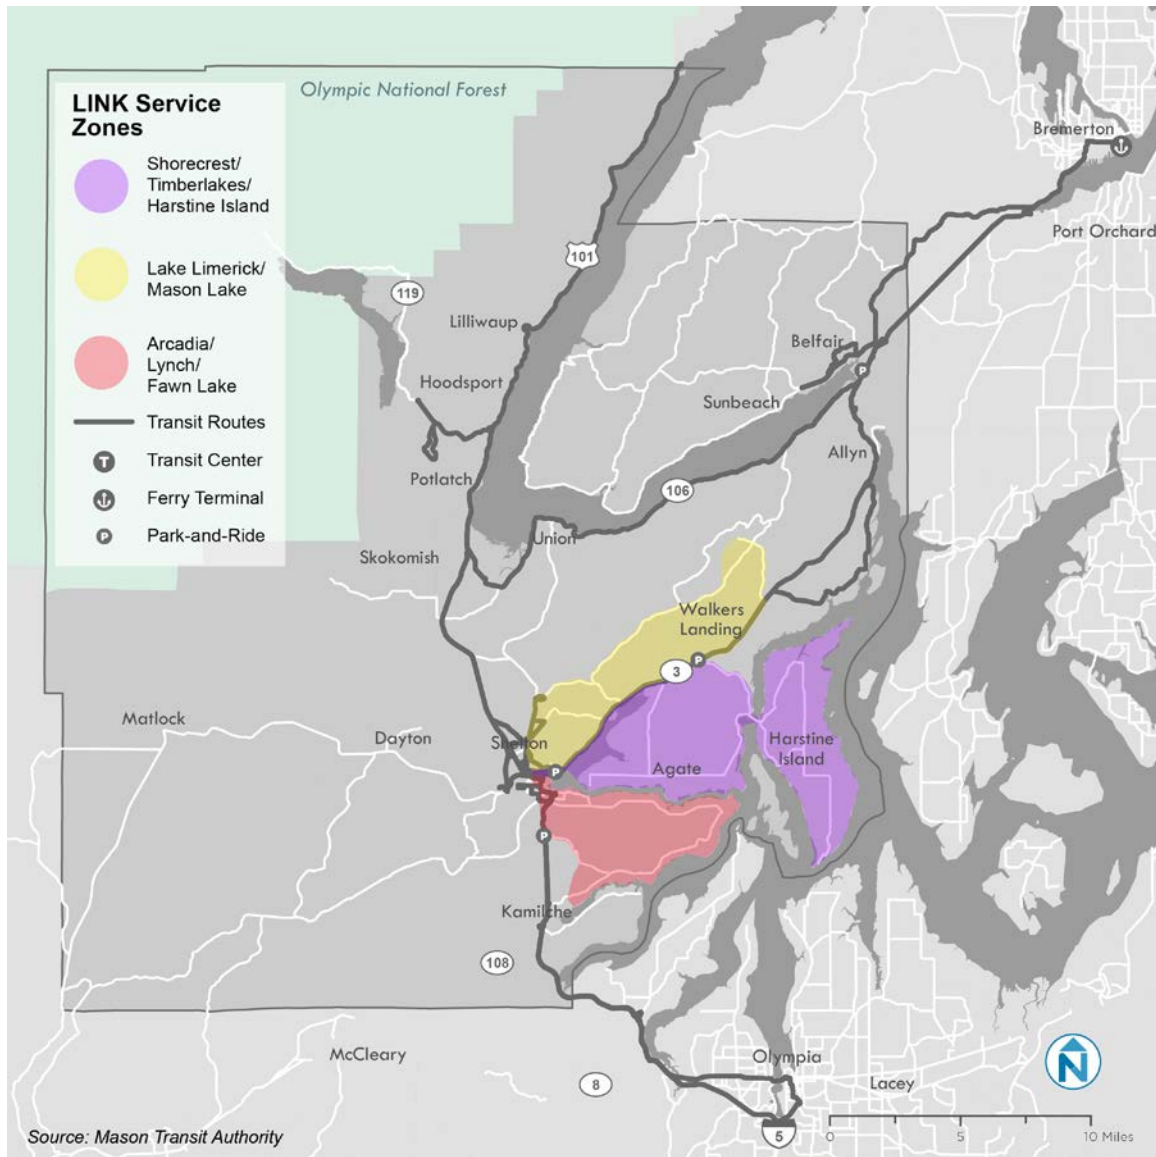 Olympic National Forest
LINK Service
Zones
Shorecrest/
Timberlakes/
Harstine Island
Lake Limerick/
Mason Lake
Arcadia/
Lynch/
Fawn Lake
Transit Routes
T
Transit Center
Ferry Terminal
P
Park-and-Ride
Bremerton
Port Orchard
101
119
Lilliwaup
Belfair
P
Hoodsport
Sunbeach
Allyn
Potlatch
106
Union
Skokomish
Walkers
Landing
P
3
Matlock
Dayton
Shelton
Harstine
Island
P
Agate
P
Kamilche
108
McCleary
Olympia
8
Lacey
N
5
0
5
10 Miles
Source: Mason Transit Authority